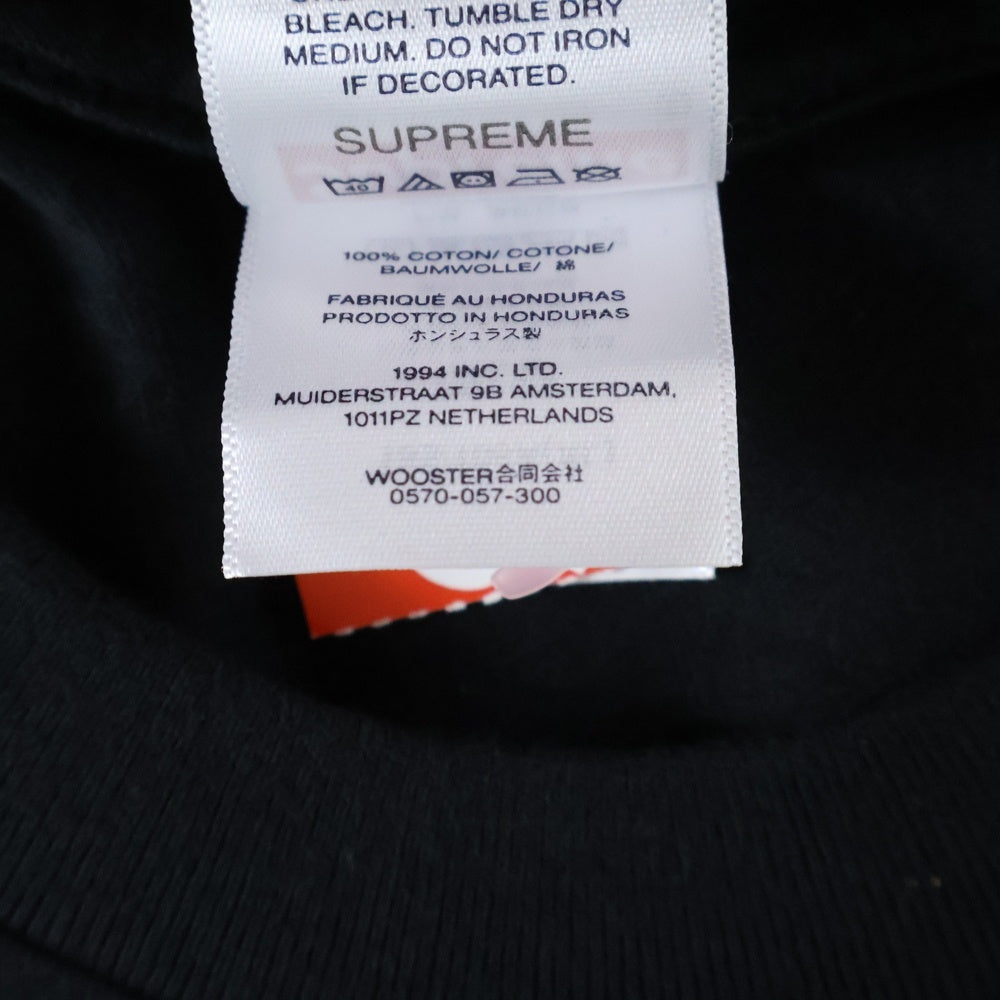 BLEACH. TUMBLE DRY
MEDIUM. DO NOT IRON
IF DECORATED.
SUPREME
40
100% COTON/ COTONE/
BAUMWOLLE/ 綿
FABRIQUÉ AU HONDURAS
PRODOTTO IN HONDURAS
ホンジュラス製
1994 INC. LTD.
MUIDERSTRAAT 9B AMSTERDAM,
1011PZ NETHERLANDS
WOOSTER合同会社
0570-057-300